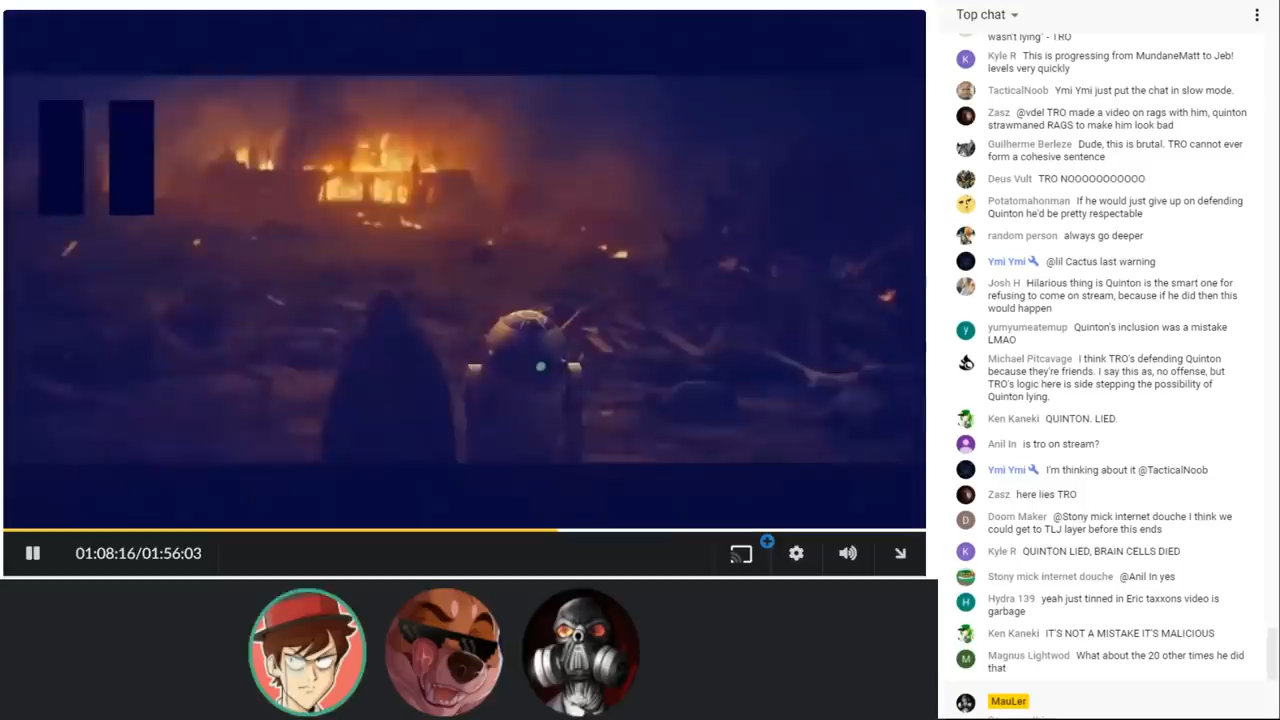 Top chat
wasn't lying' - TRO
Kyle R This is progressing from MundaneMatt to Jeb!
levels very quickly
TacticalNoob Ymi Ymi just put the chat in slow mode.
Zasz @vdel TRO made a video on rags with him, quinton
strawmaned RAGS to make him look bad
Guilherme Berleze Dude, this is brutal. TRO cannot ever
form a cohesive sentence
Deus Vult TRO NOOOOOOOOOOO
Potatomahonman If he would just give up on defending
Quinton he'd be pretty respectable
random person always go deeper
Ymi Ymi @lil Cactus last warning
Josh H Hilarious thing is Quinton is the smart one for
refusing to come on stream, because if he did then this
would happen
yumyumeatemup Quinton's inclusion was a mistake
LMAO
Michael Pitcavage I think TRO's defending Quinton
because they're friends. I say this as, no offense, but
TRO's logic here is side stepping the possibility of
Quinton lying.
Ken Kaneki QUINTON. LIED.
Anil In is tro on stream?
Ymi Ymi I'm thinking about it @TacticalNoob
Zasz here lies TRO
D
Doom Maker @Stony mick internet douche I think we
could get to TLJ layer before this ends
K
Kyle R QUINTON LIED, BRAIN CELLS DIED
Stony mick internet douche @Anil In yes
H
Hydra 139 yeah just tinned in Eric taxxons video is
garbage
Ken Kaneki IT'S NOT A MISTAKE IT'S MALICIOUS
M
Magnus Lightwod What about the 20 other times he did
that
MauLer
01:08:16/01:56:03